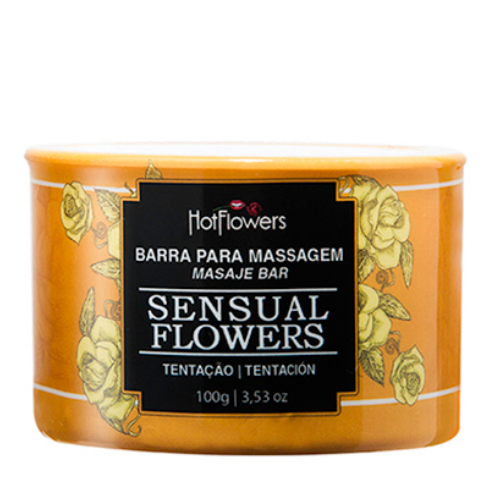 HotFlowers
BARRA PARA MASSAGEM
MASAJE BAR
SENSUAL
FLOWERS
TENTAÇÃO | TENTACIÓN
100g | 3,53 oz